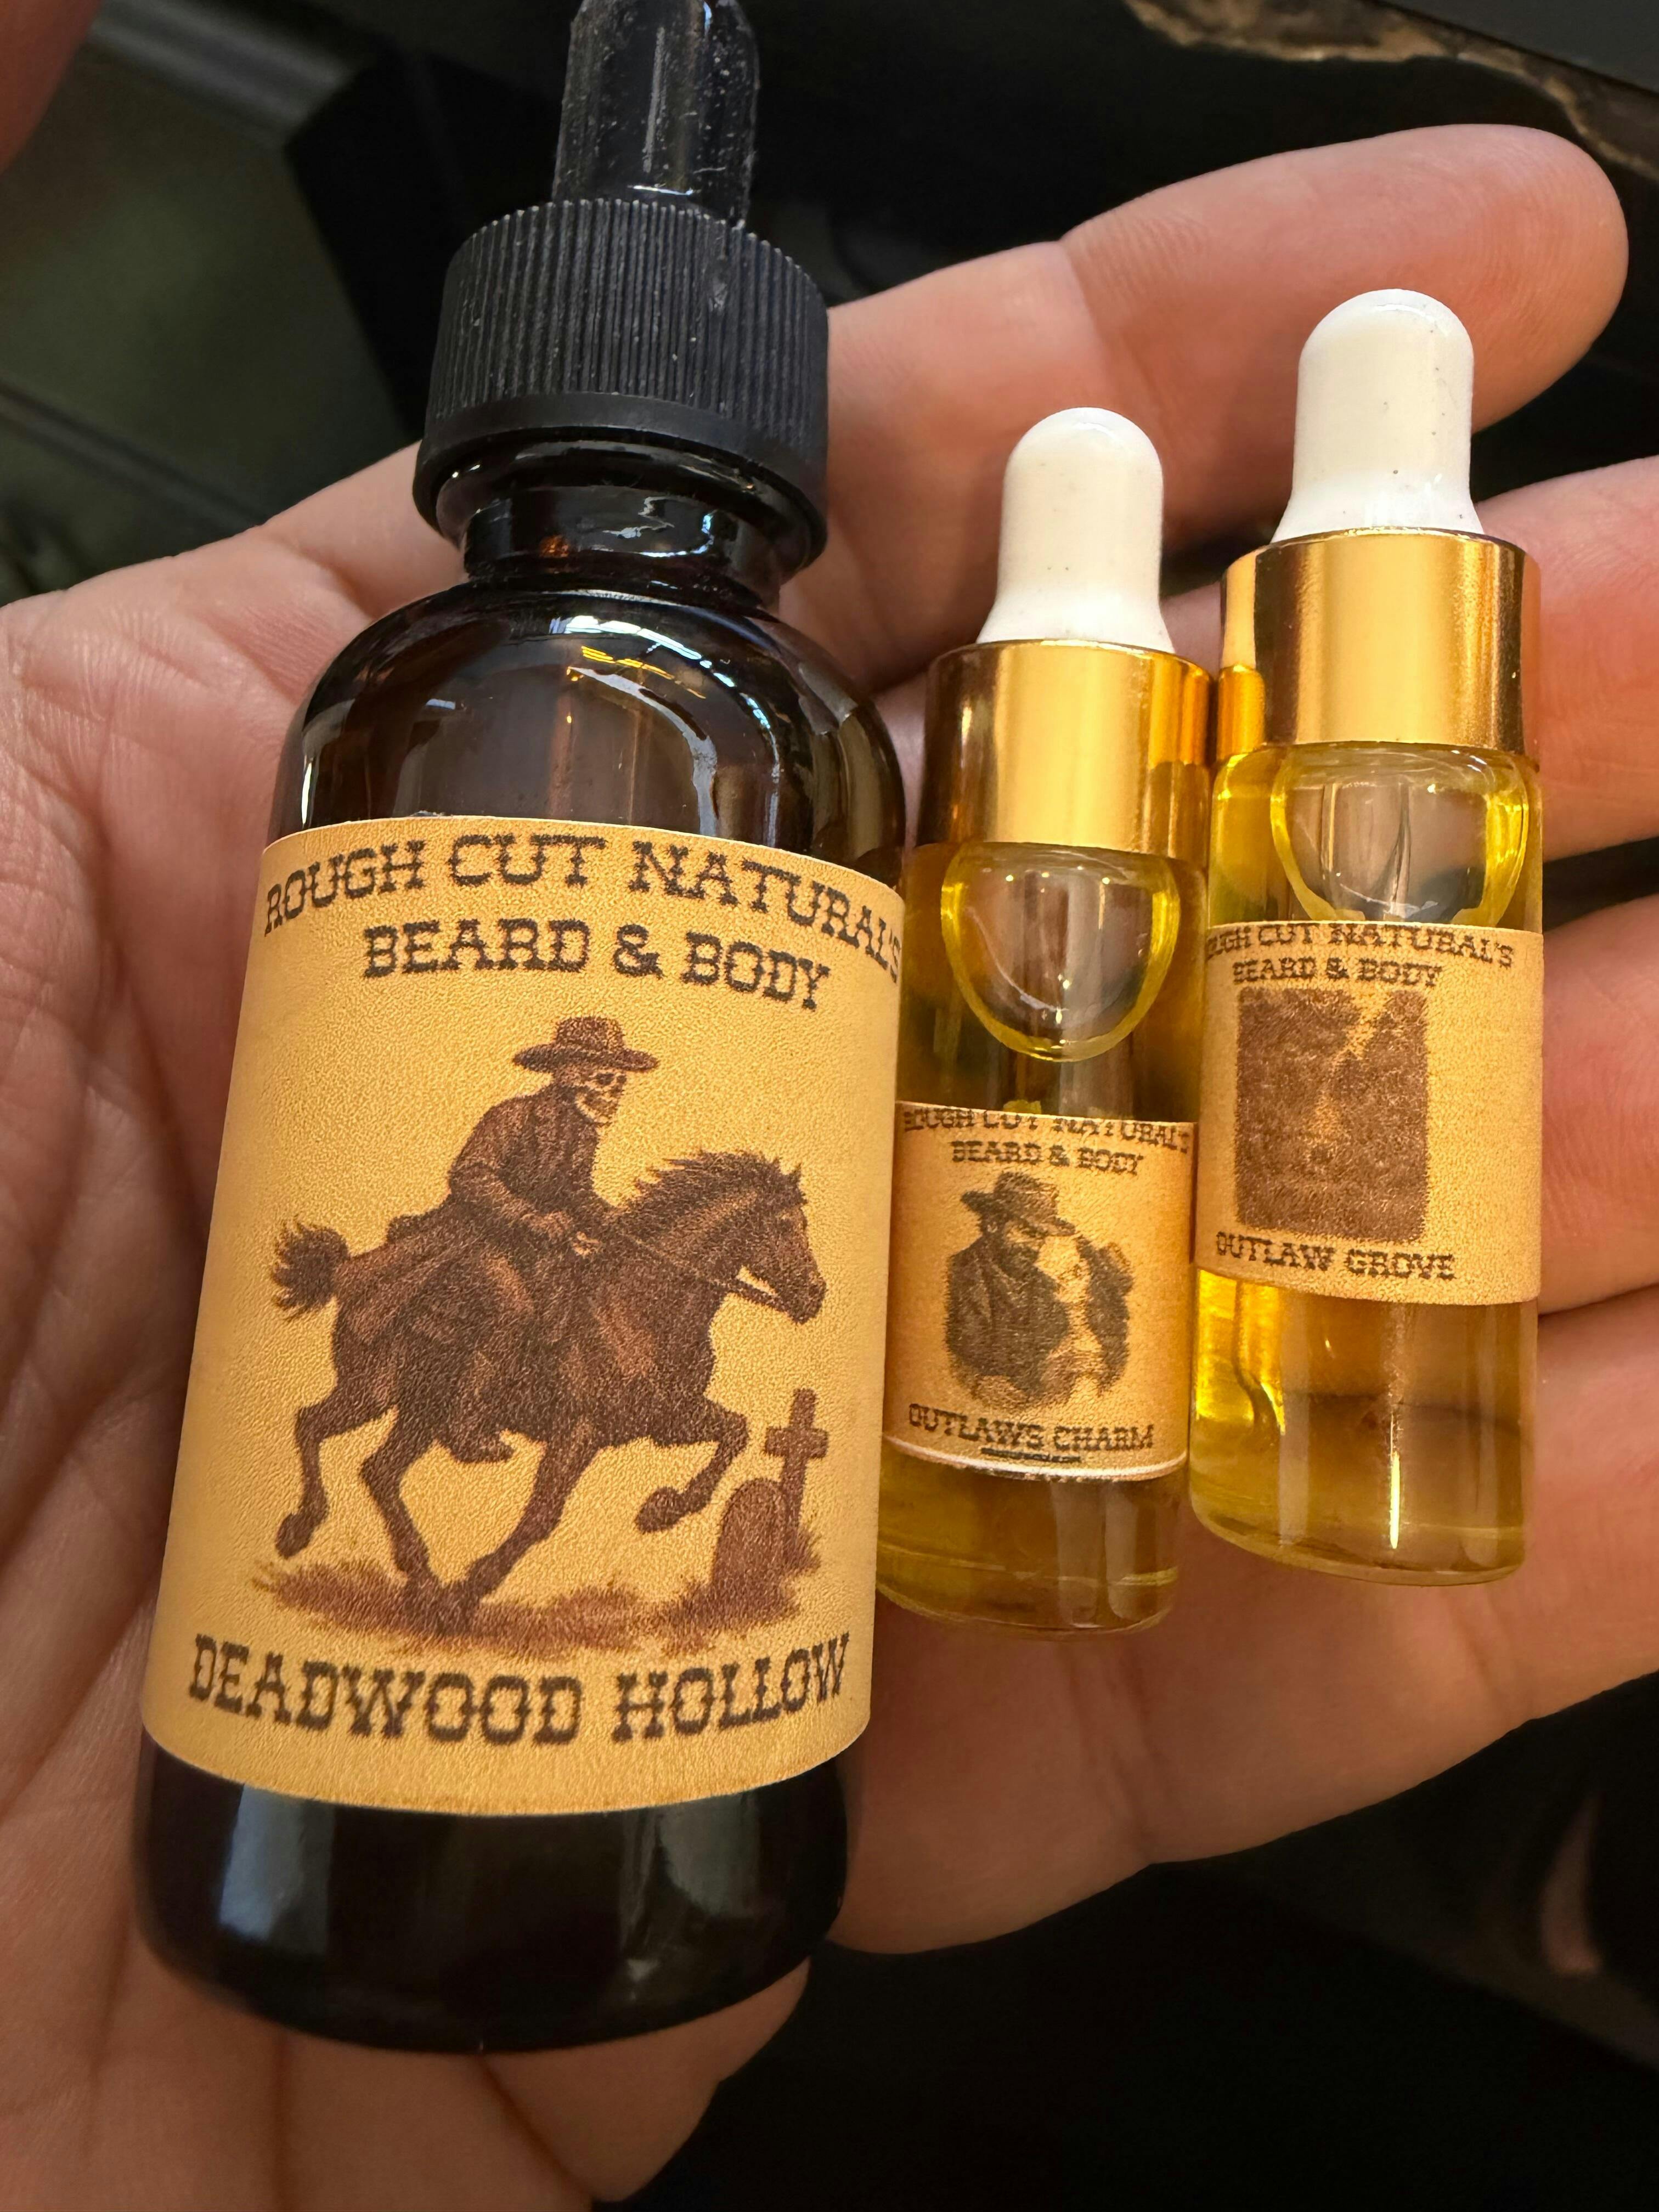 ROUGH CUT NATURAL'S
BEARD & BODY
DEADWOOD HOLLOW
ROUGH CUT NATURAL'S
BEARD & BODY
OUTLAWS CHARM
ROUGH CUT NATURAL'S
BEARD & BODY
OUTLAW GROVE